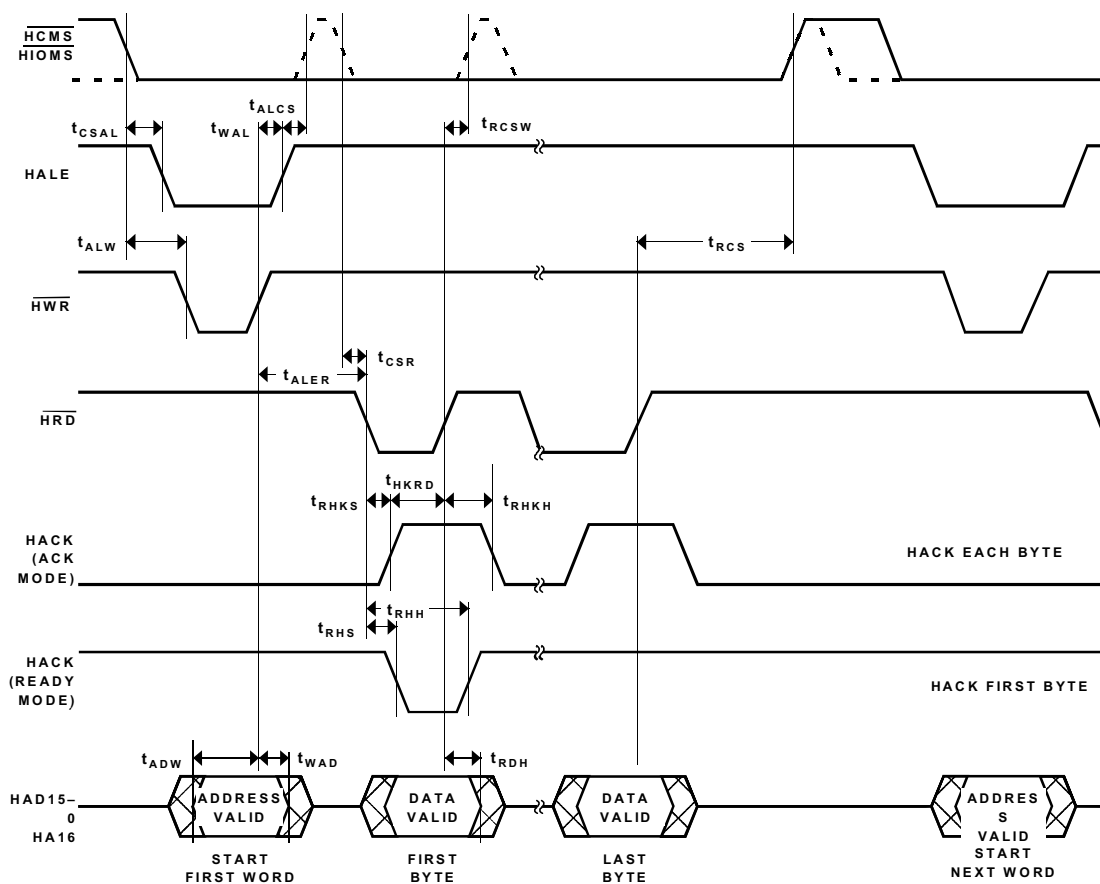 HCMS
HIOMS
tALCS
tCSAL
tWAL
tRCSW
HALE
tALW
tRCS
HWR
tCSR
tALER
HRD
tHKRD
tRHKS
tRHKH
HACK
(ACK
MODE)
HACK EACH BYTE
tRHH
tRHS
HACK
(READY
MODE)
HACK FIRST BYTE
tADW
tWAD
tRDH
HAD15–
0
HA16
ADDRESS
VALID
DATA
VALID
DATA
VALID
ADDRES
S
VALID
START
FIRST WORD
FIRST
BYTE
LAST
BYTE
START
NEXT WORD